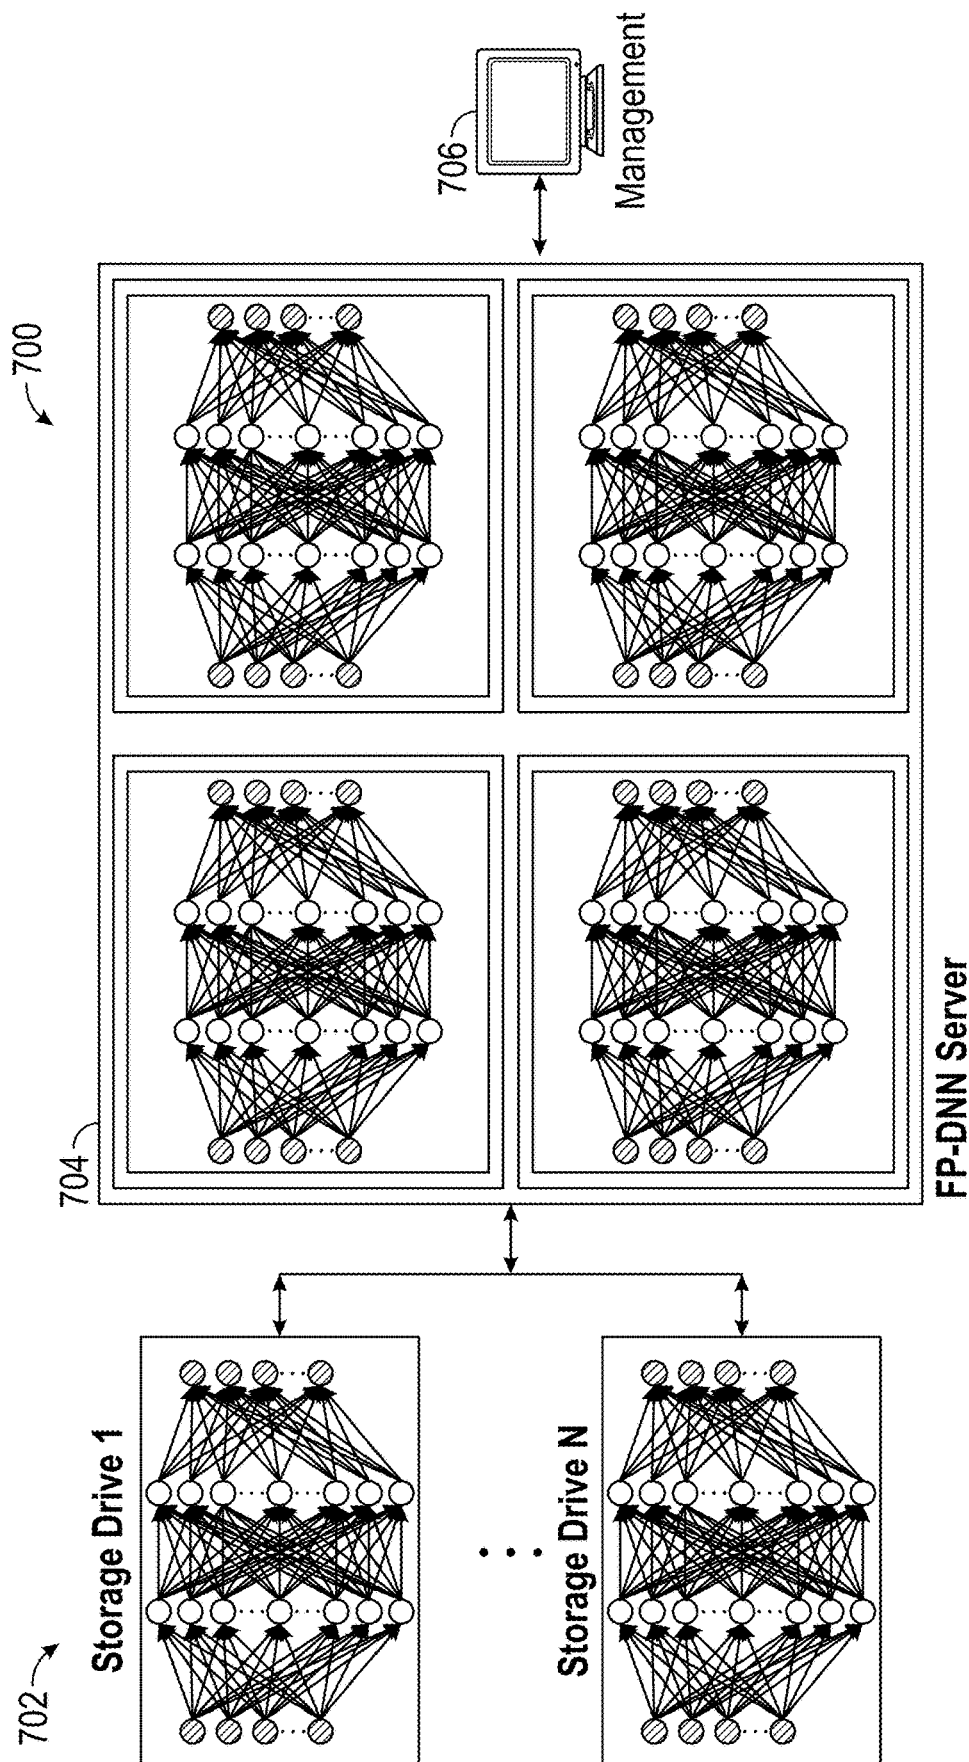 700
702
Storage Drive 1
Storage Drive N
704
FP-DNN Server
706
Management